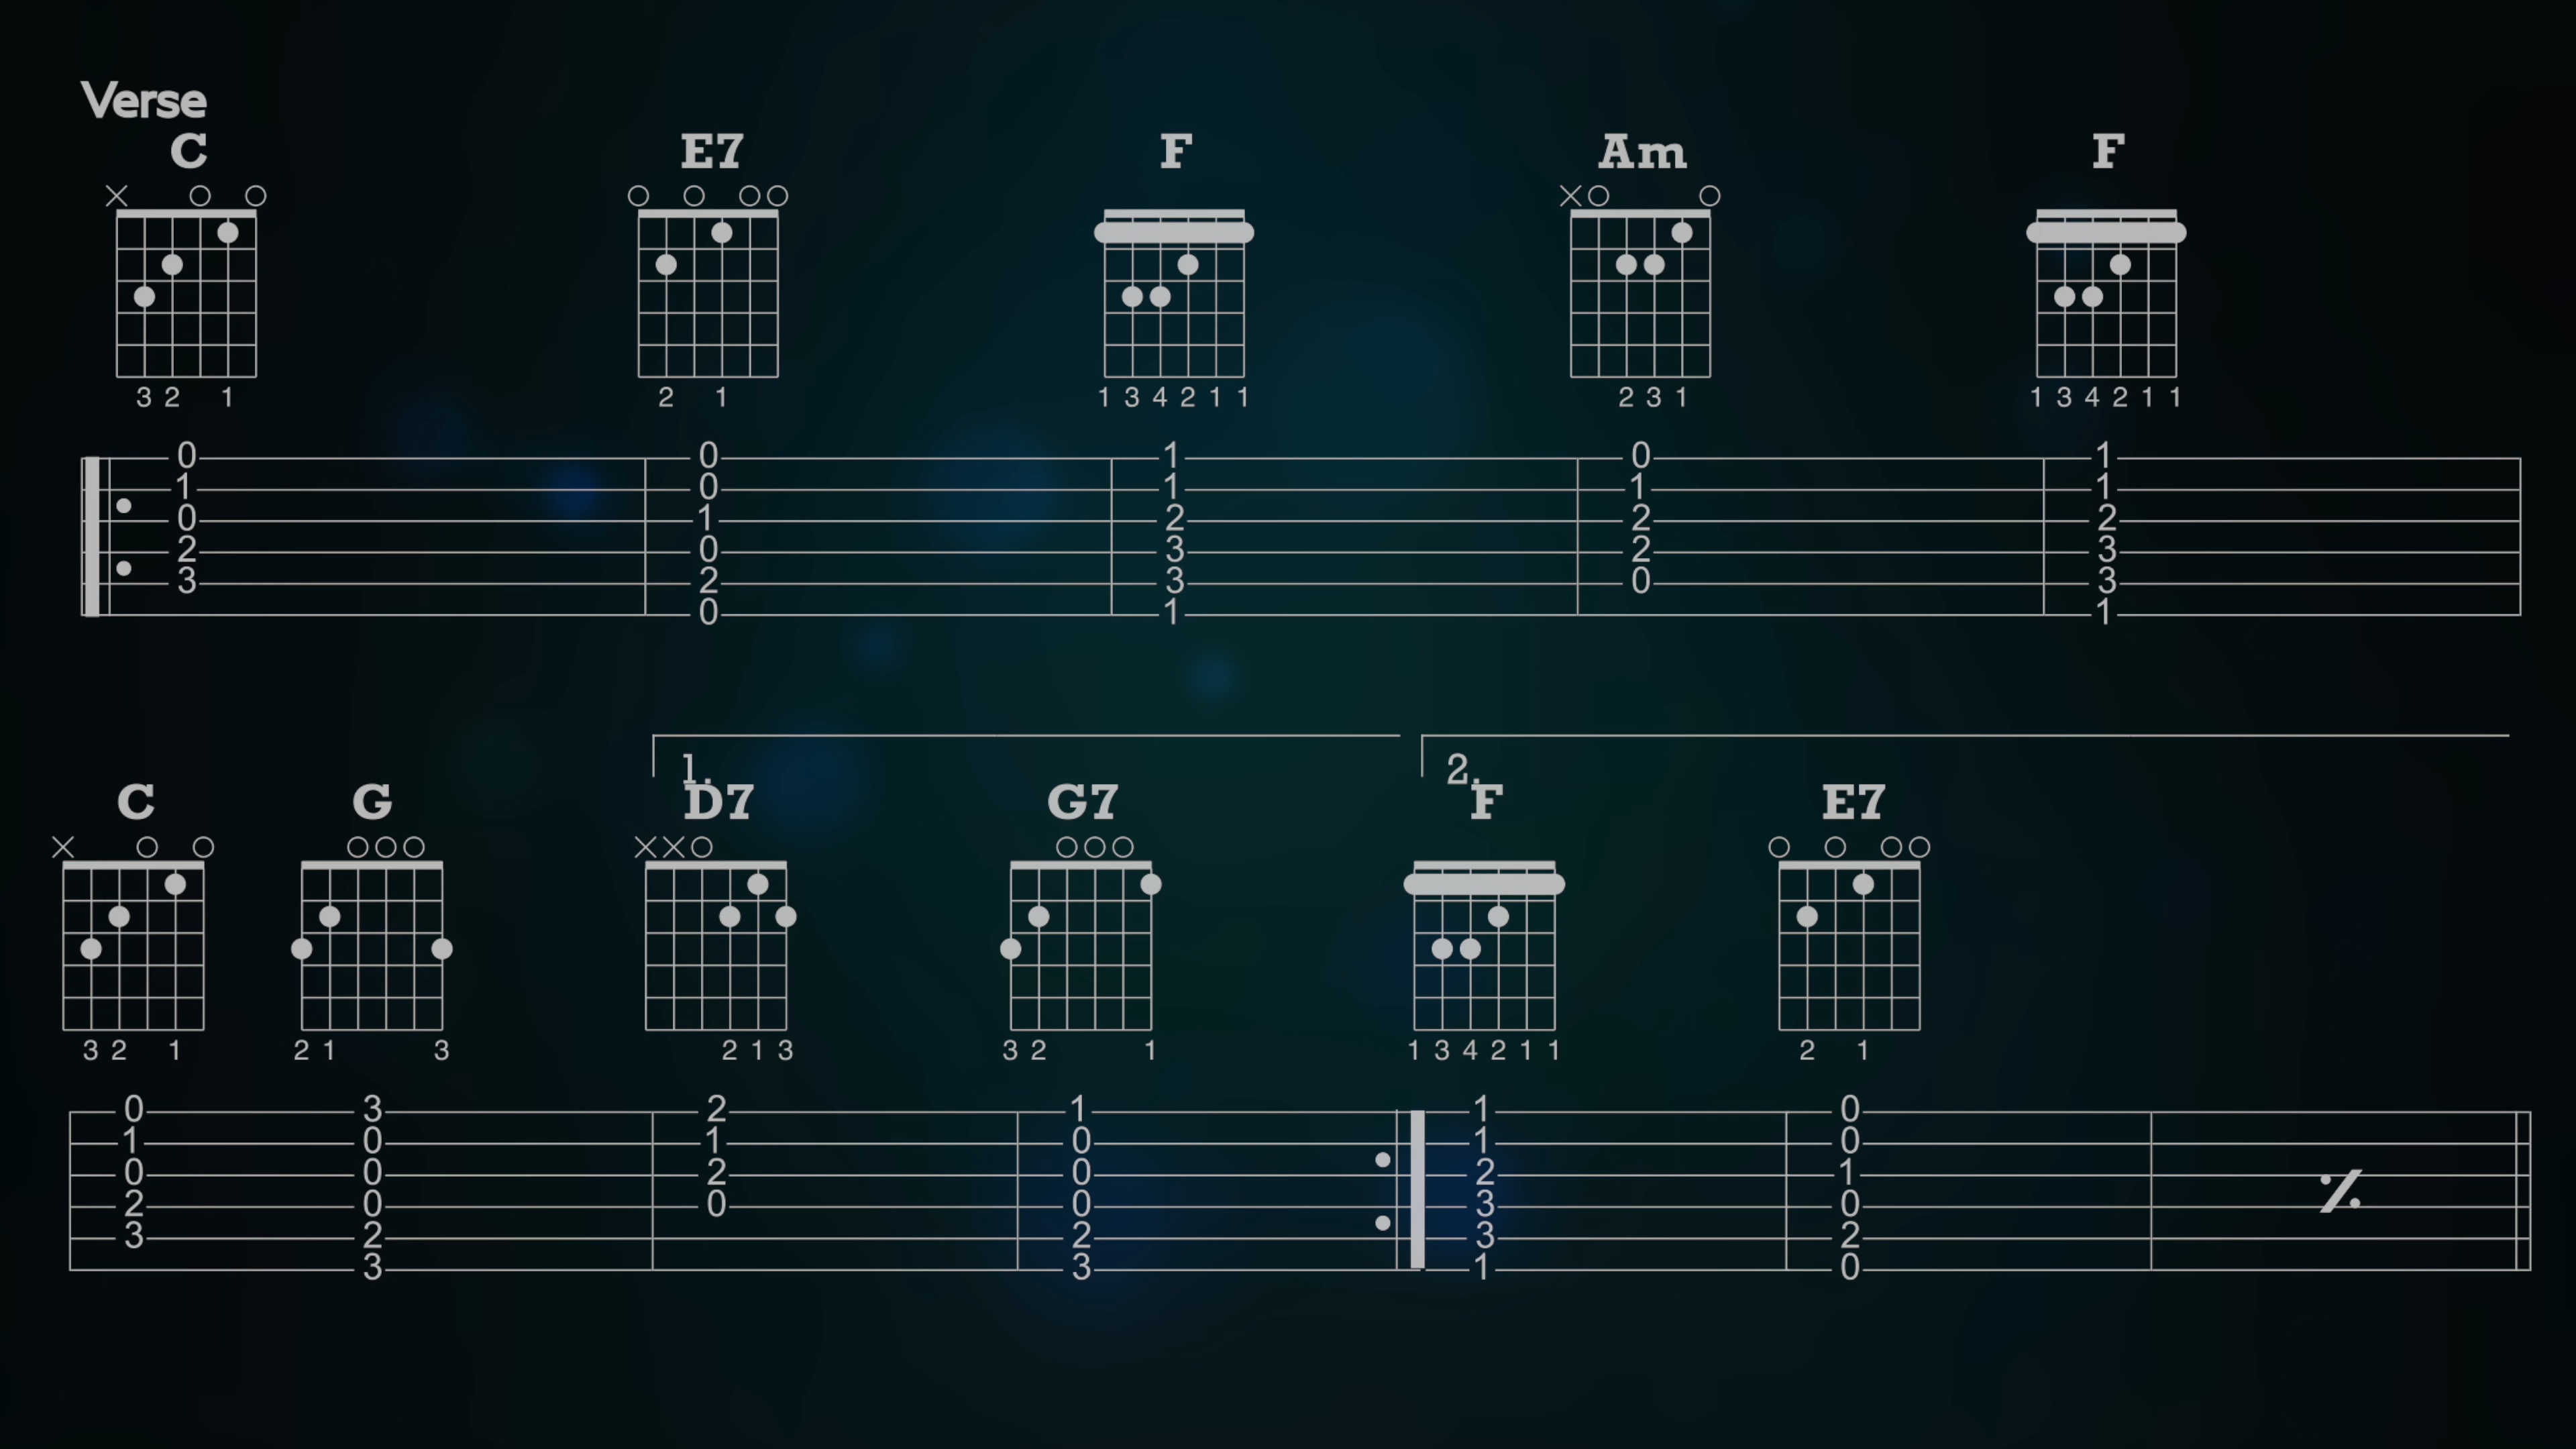 Verse
C E7 F Am F
3 2 1 2 1 1 3 4 2 1 1 2 3 1 1 3 4 2 1 1
0 0 1 0 1
1 0 1 1 1
0 1 2 2 2
2 0 3 2 3
3 2 3 0 3
0 1 1
1. 2.
C G D7 G7 F E7
3 2 1 2 1 3 2 1 3 3 2 1 1 3 4 2 1 1 2 1
0 3 2 1 1 0
1 0 1 0 1 0
0 0 2 0 2 1
2 0 0 0 3 0
3 2 2 3 2
3 3 1 0